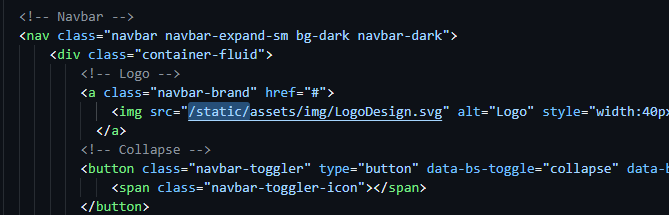 <!-- Navbar -->
<nav class="navbar navbar-expand-sm bg-dark navbar-dark">
<div class="container-fluid">
<!-- Logo -->
<a class="navbar-brand" href="#">
<img src="/static/assets/img/LogoDesign.svg" alt="Logo" style="width:40px
</a>
<!-- Collapse -->
<button class="navbar-toggler" type="button" data-bs-toggle="collapse" data-b
<span class="navbar-toggler-icon"></span>
</button>